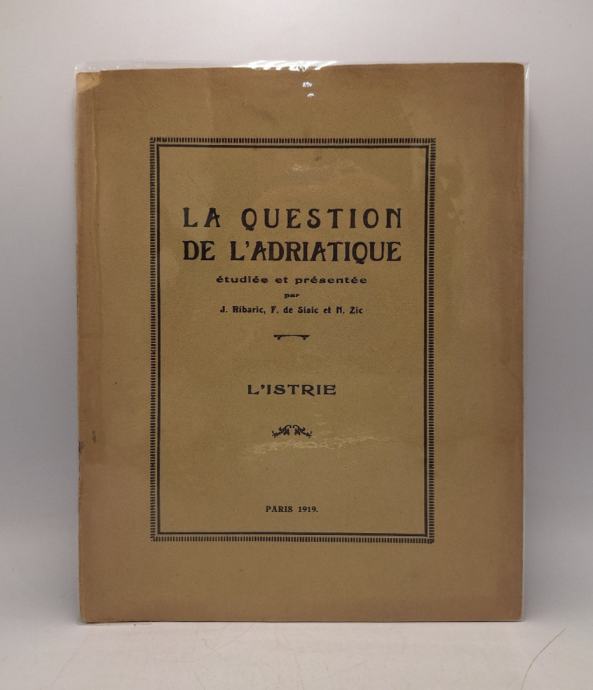 LA QUESTION
DE L'ADRIATIQUE
étudiée et présentée
par
J. Ribaric, F. de Sisic et N. Zic
L'ISTRIE
PARIS 1919.